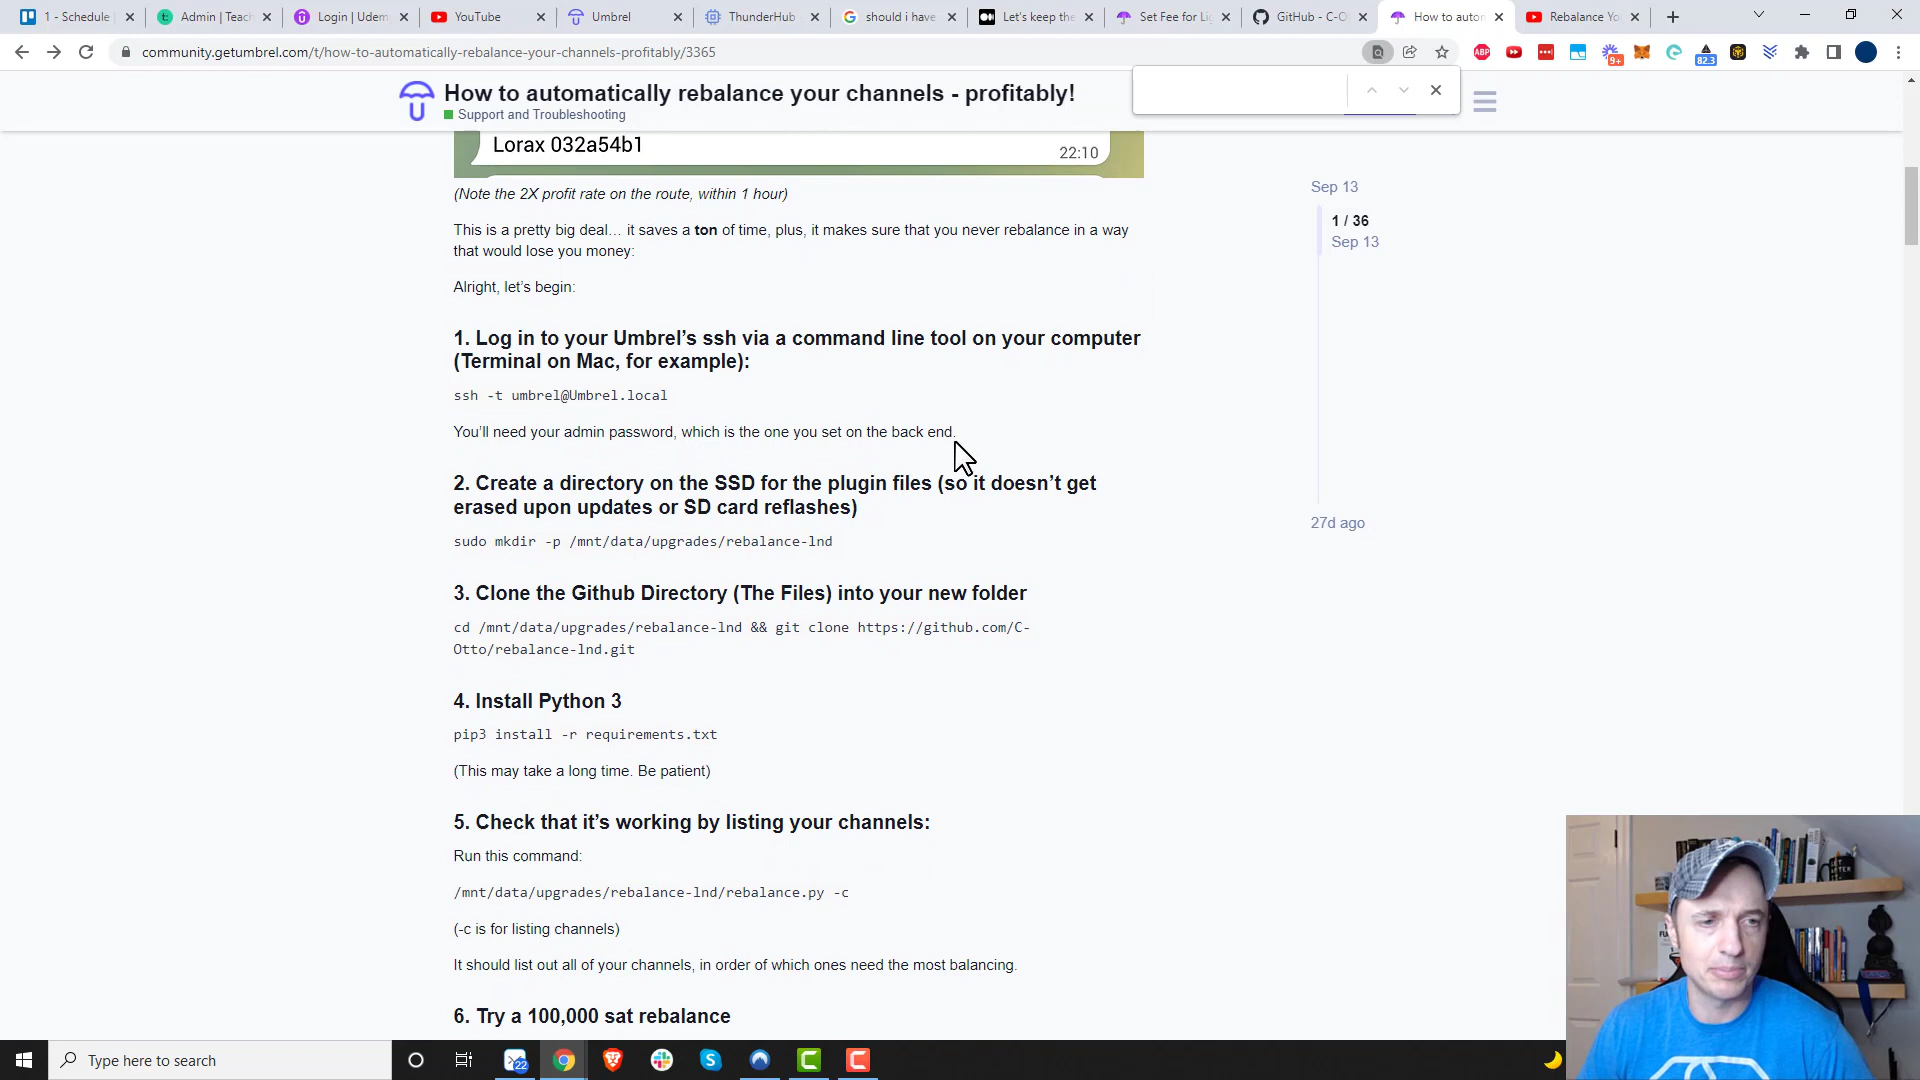 1 - Schedule
Admin | Teach
Login | Udem
YouTube
Umbrel
ThunderHub
should i have
Let's keep the
Set Fee for Li
GitHub - C-O
How to autom
Rebalance Yo
community.getumbrel.com/t/how-to-automatically-rebalance-your-channels-profitably/3365
ABP
9+
82.3
How to automatically rebalance your channels - profitably!
Support and Troubleshooting
Lorax 032a54b1
22:10
(Note the 2X profit rate on the route, within 1 hour)
This is a pretty big deal… it saves a ton of time, plus, it makes sure that you never rebalance in a way
that would lose you money:
Alright, let's begin:
1. Log in to your Umbrel's ssh via a command line tool on your computer
(Terminal on Mac, for example):
ssh -t umbrel@Umbrel.local
You'll need your admin password, which is the one you set on the back end.
2. Create a directory on the SSD for the plugin files (so it doesn't get
erased upon updates or SD card reflashes)
sudo mkdir -p /mnt/data/upgrades/rebalance-lnd
3. Clone the Github Directory (The Files) into your new folder
cd /mnt/data/upgrades/rebalance-lnd && git clone https://github.com/C-
Otto/rebalance-lnd.git
4. Install Python 3
pip3 install -r requirements.txt
(This may take a long time. Be patient)
5. Check that it's working by listing your channels:
Run this command:
/mnt/data/upgrades/rebalance-lnd/rebalance.py -c
(-c is for listing channels)
It should list out all of your channels, in order of which ones need the most balancing.
6. Try a 100,000 sat rebalance
Sep 13
1 / 36
Sep 13
27d ago
Type here to search
22